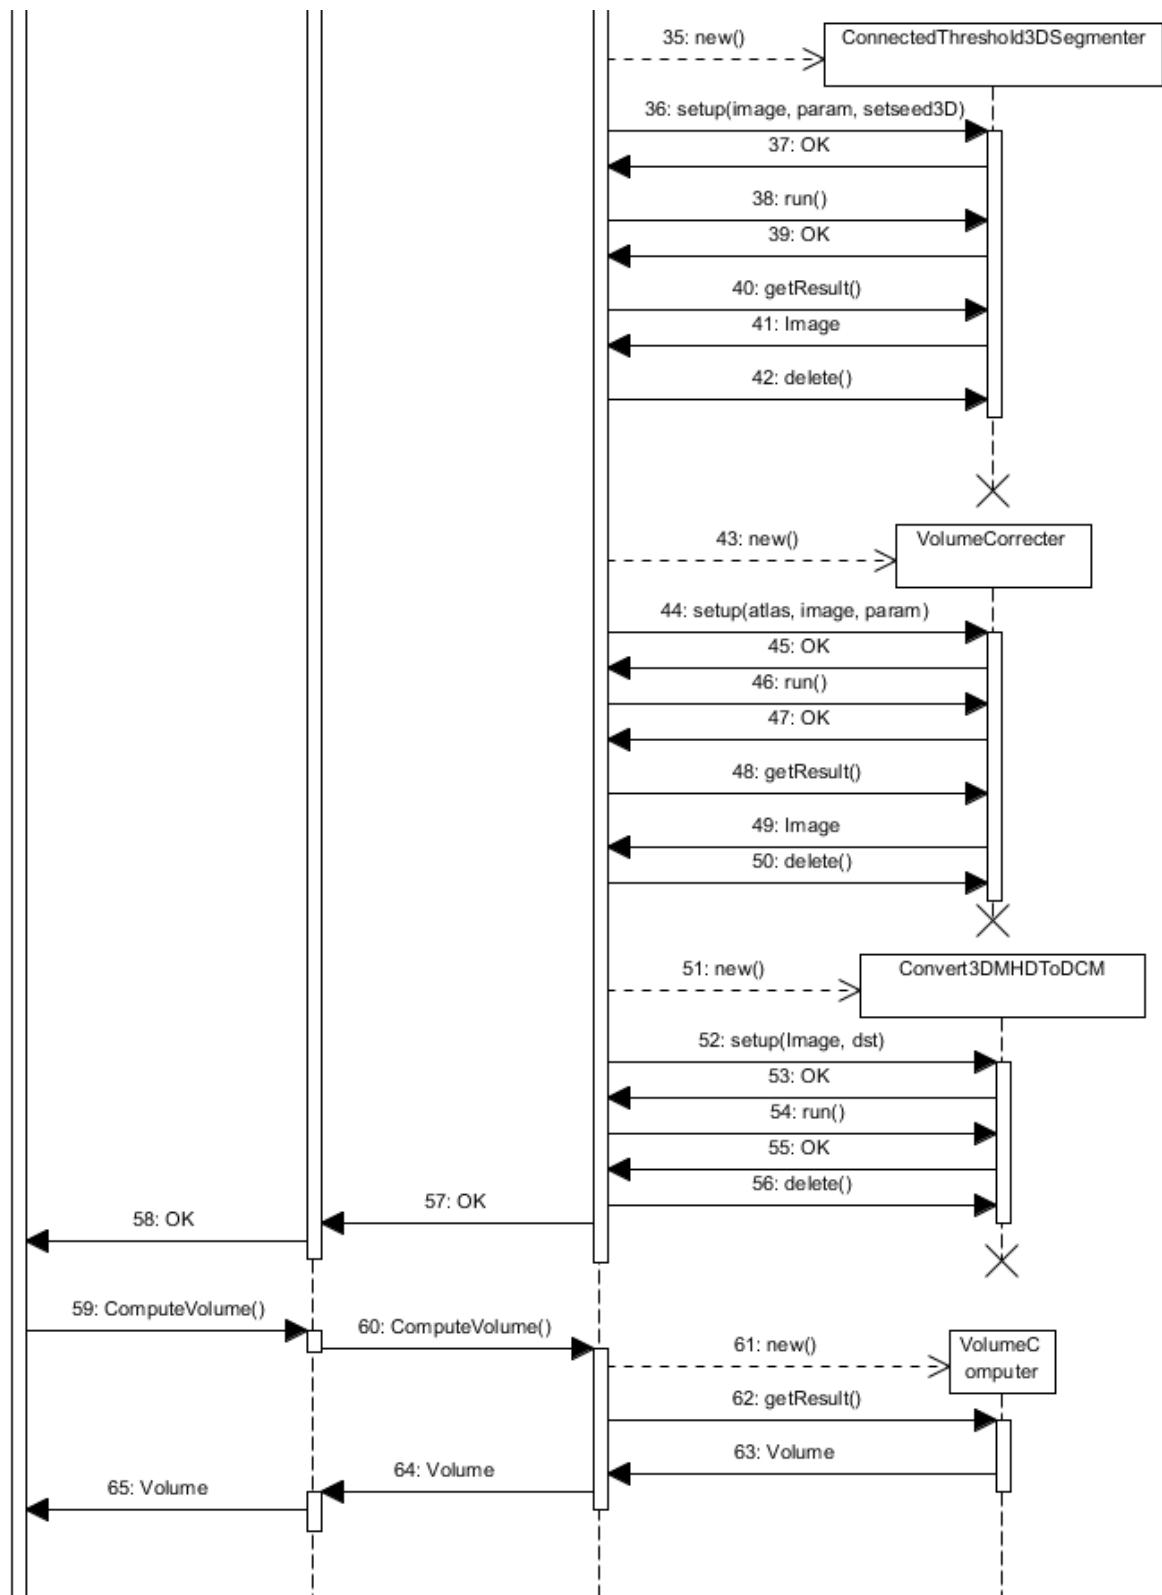 35: new()
ConnectedThreshold3DSegmenter
36: setup(image, param, setseed3D)
37: OK
38: run()
39: OK
40: getResult()
41: Image
42: delete()
43: new()
VolumeCorrecter
44: setup(atlas, image, param)
45: OK
46: run()
47: OK
48: getResult()
49: Image
50: delete()
51: new()
Convert3DMHDToDCM
52: setup(Image, dst)
53: OK
54: run()
55: OK
56: delete()
57: OK
58: OK
59: ComputeVolume()
60: ComputeVolume()
61: new()
VolumeC
omputer
62: getResult()
63: Volume
64: Volume
65: Volume